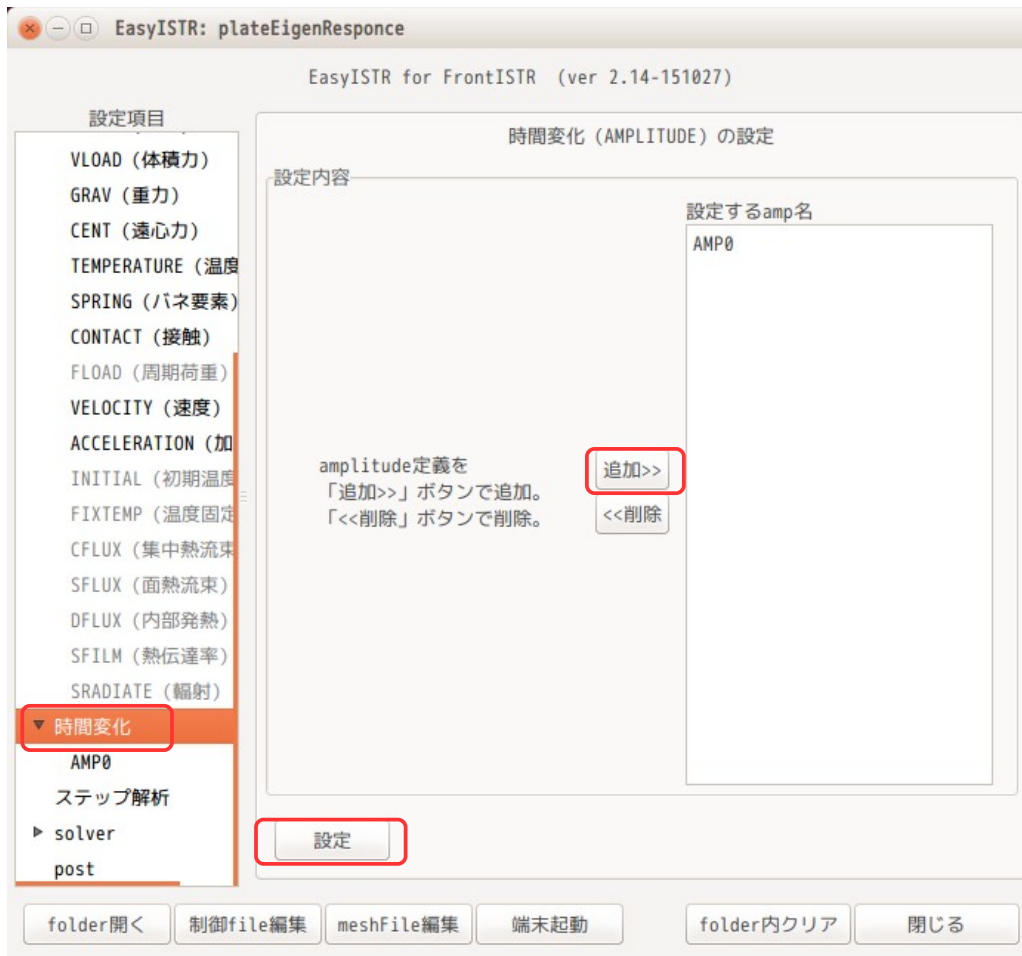 EasyISTR: plateEigenResponce
EasyISTR for FrontISTR (ver 2.14-151027)
設定項目
VLOAD (体積力)
GRAV (重力)
CENT (遠心力)
TEMPERATURE (温度
SPRING (バネ要素)
CONTACT (接触)
FLOAD (周期荷重)
VELOCITY (速度)
ACCELERATION (加
INITIAL (初期温度
FIXTEMP (温度固定
CFLUX (集中熱流束
SFLUX (面熱流束)
DFLUX (内部発熱)
SFILM (熱伝達率)
SRADIATE (輻射)
▼ 時間変化
AMP0
ステップ解析
▶ solver
post
時間変化 (AMPLITUDE) の設定
設定内容
設定するamp名
AMP0
amplitude定義を
「追加>>」ボタンで追加。
「<<削除」ボタンで削除。
追加>>
<<削除
設定
folder開く 制御file編集 meshFile編集 端末起動 folder内クリア 閉じる